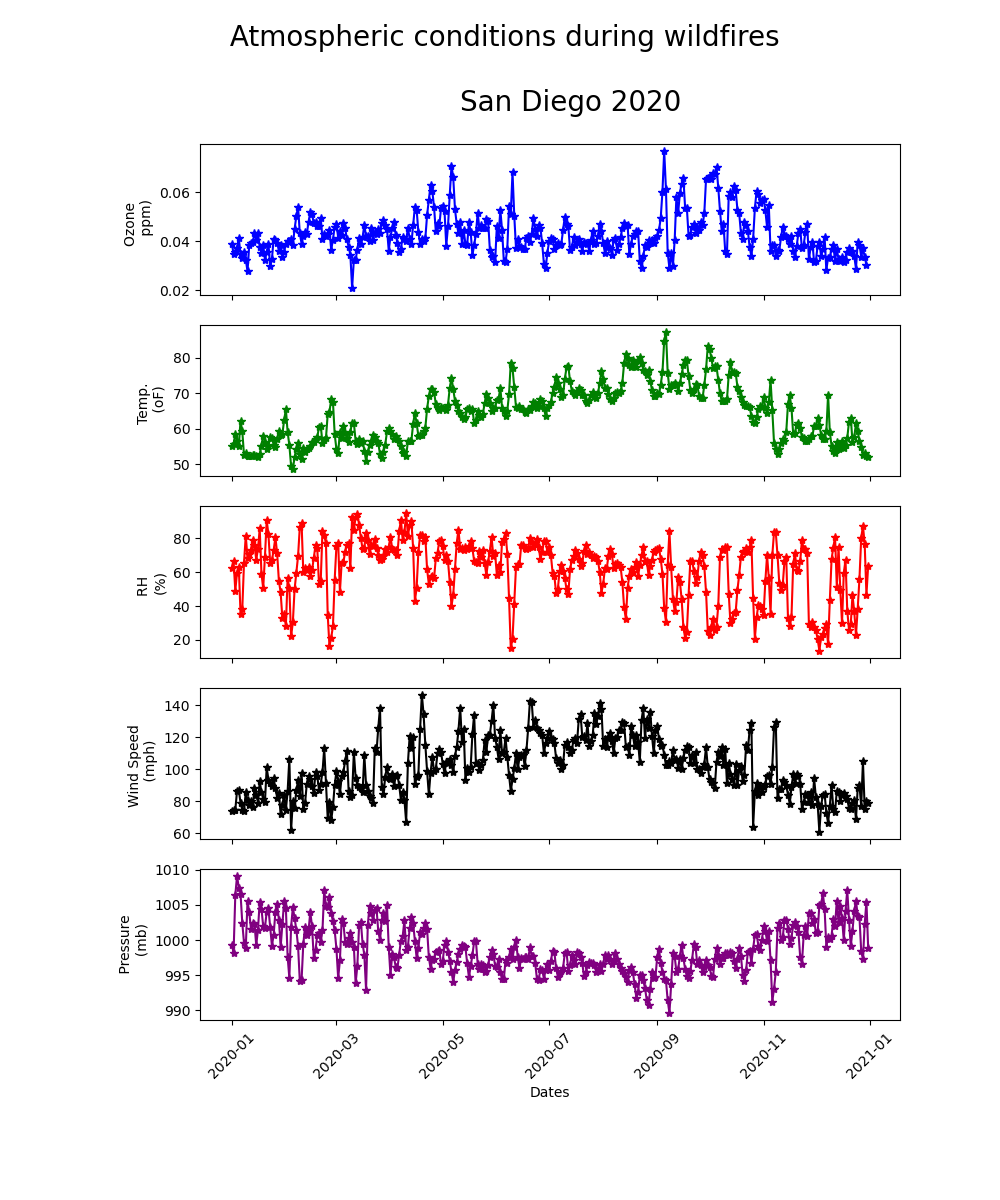 Atmospheric conditions during wildfires
San Diego 2020
Ozone
ppm)
0.06
0.04
0.02
Temp.
(oF)
80
70
60
50
RH
(%)
80
60
40
20
Wind Speed
(mph)
140
120
100
80
60
Pressure
(mb)
1010
1005
1000
995
990
2020-01
2020-03
2020-05
2020-07
2020-09
2020-11
2021-01
Dates